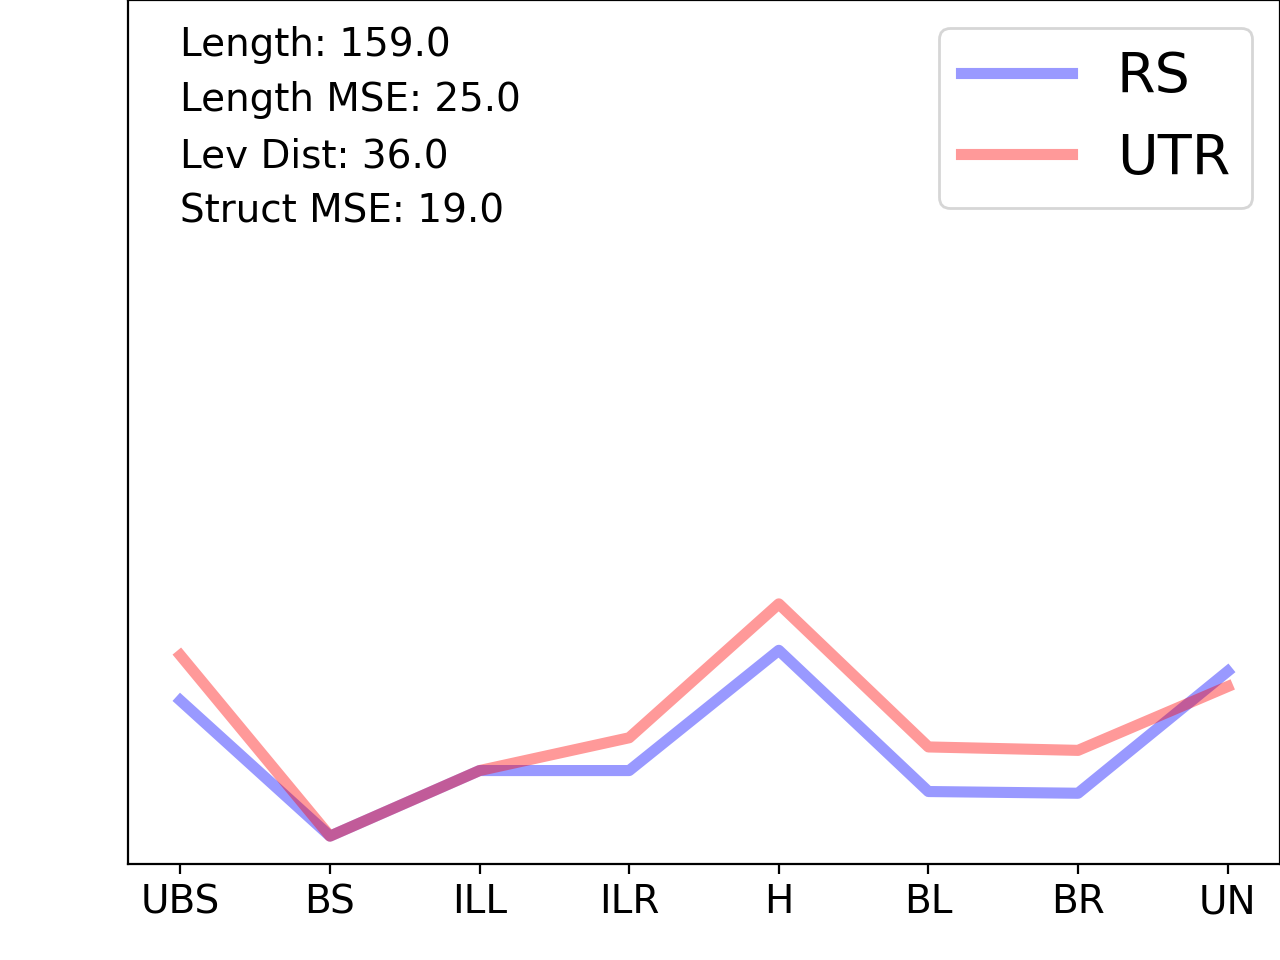 Length: 159.0
Length MSE: 25.0
Lev Dist: 36.0
Struct MSE: 19.0
RS
UTR
UBS BS ILL ILR H BL BR UN